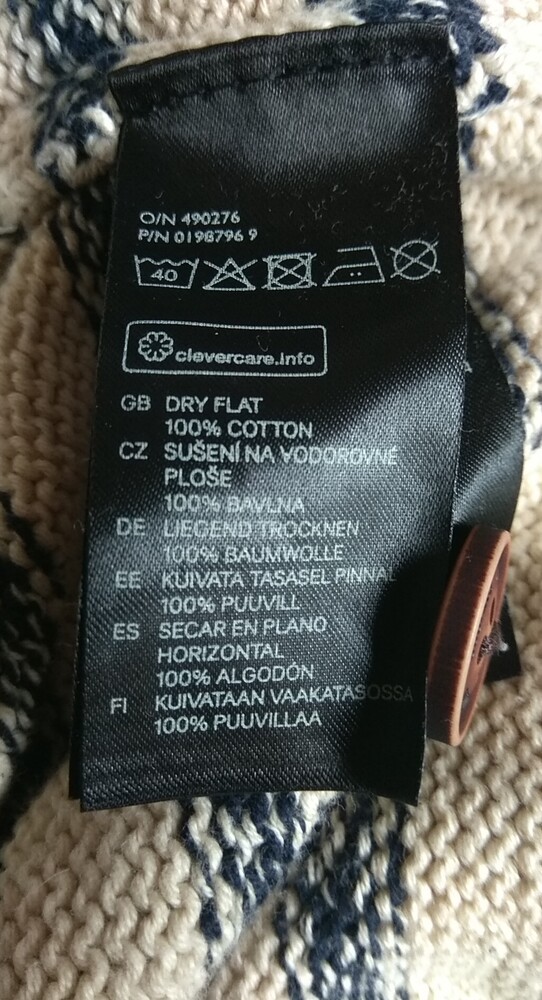 O/N 490276
P/N 0198796 9
40
clevercare.info
GB DRY FLAT
100% COTTON
CZ SUŠENÍ NA VODOROVNÉ
PLOŠE
100% BAVLNA
DE LIEGEND TROCKNEN
100% BAUMWOLLE
EE KUIVATA TASASEL PINNAL
100% PUUVILL
ES SECAR EN PLANO
HORIZONTAL
100% ALGODÓN
FI KUIVATAAN VAAKATASOSSA
100% PUUVILLAA